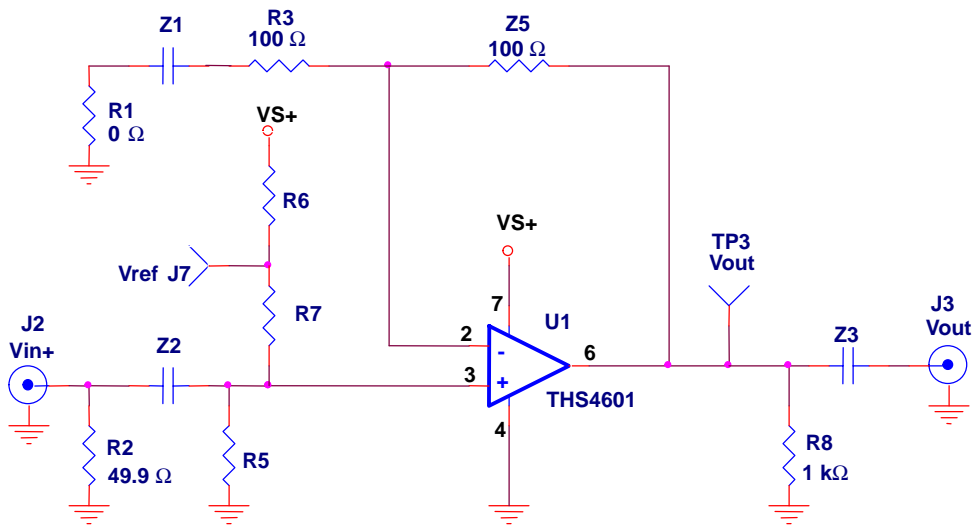 Z1
R3
100 Ω
Z5
100 Ω
R1
0 Ω
VS+
R6
VS+
TP3
Vout
Vref J7
R7
7
U1
J3
Vout
J2
Vin+
Z2
2
-
6
Z3
3
+
THS4601
4
R2
49.9 Ω
R5
R8
1 kΩ